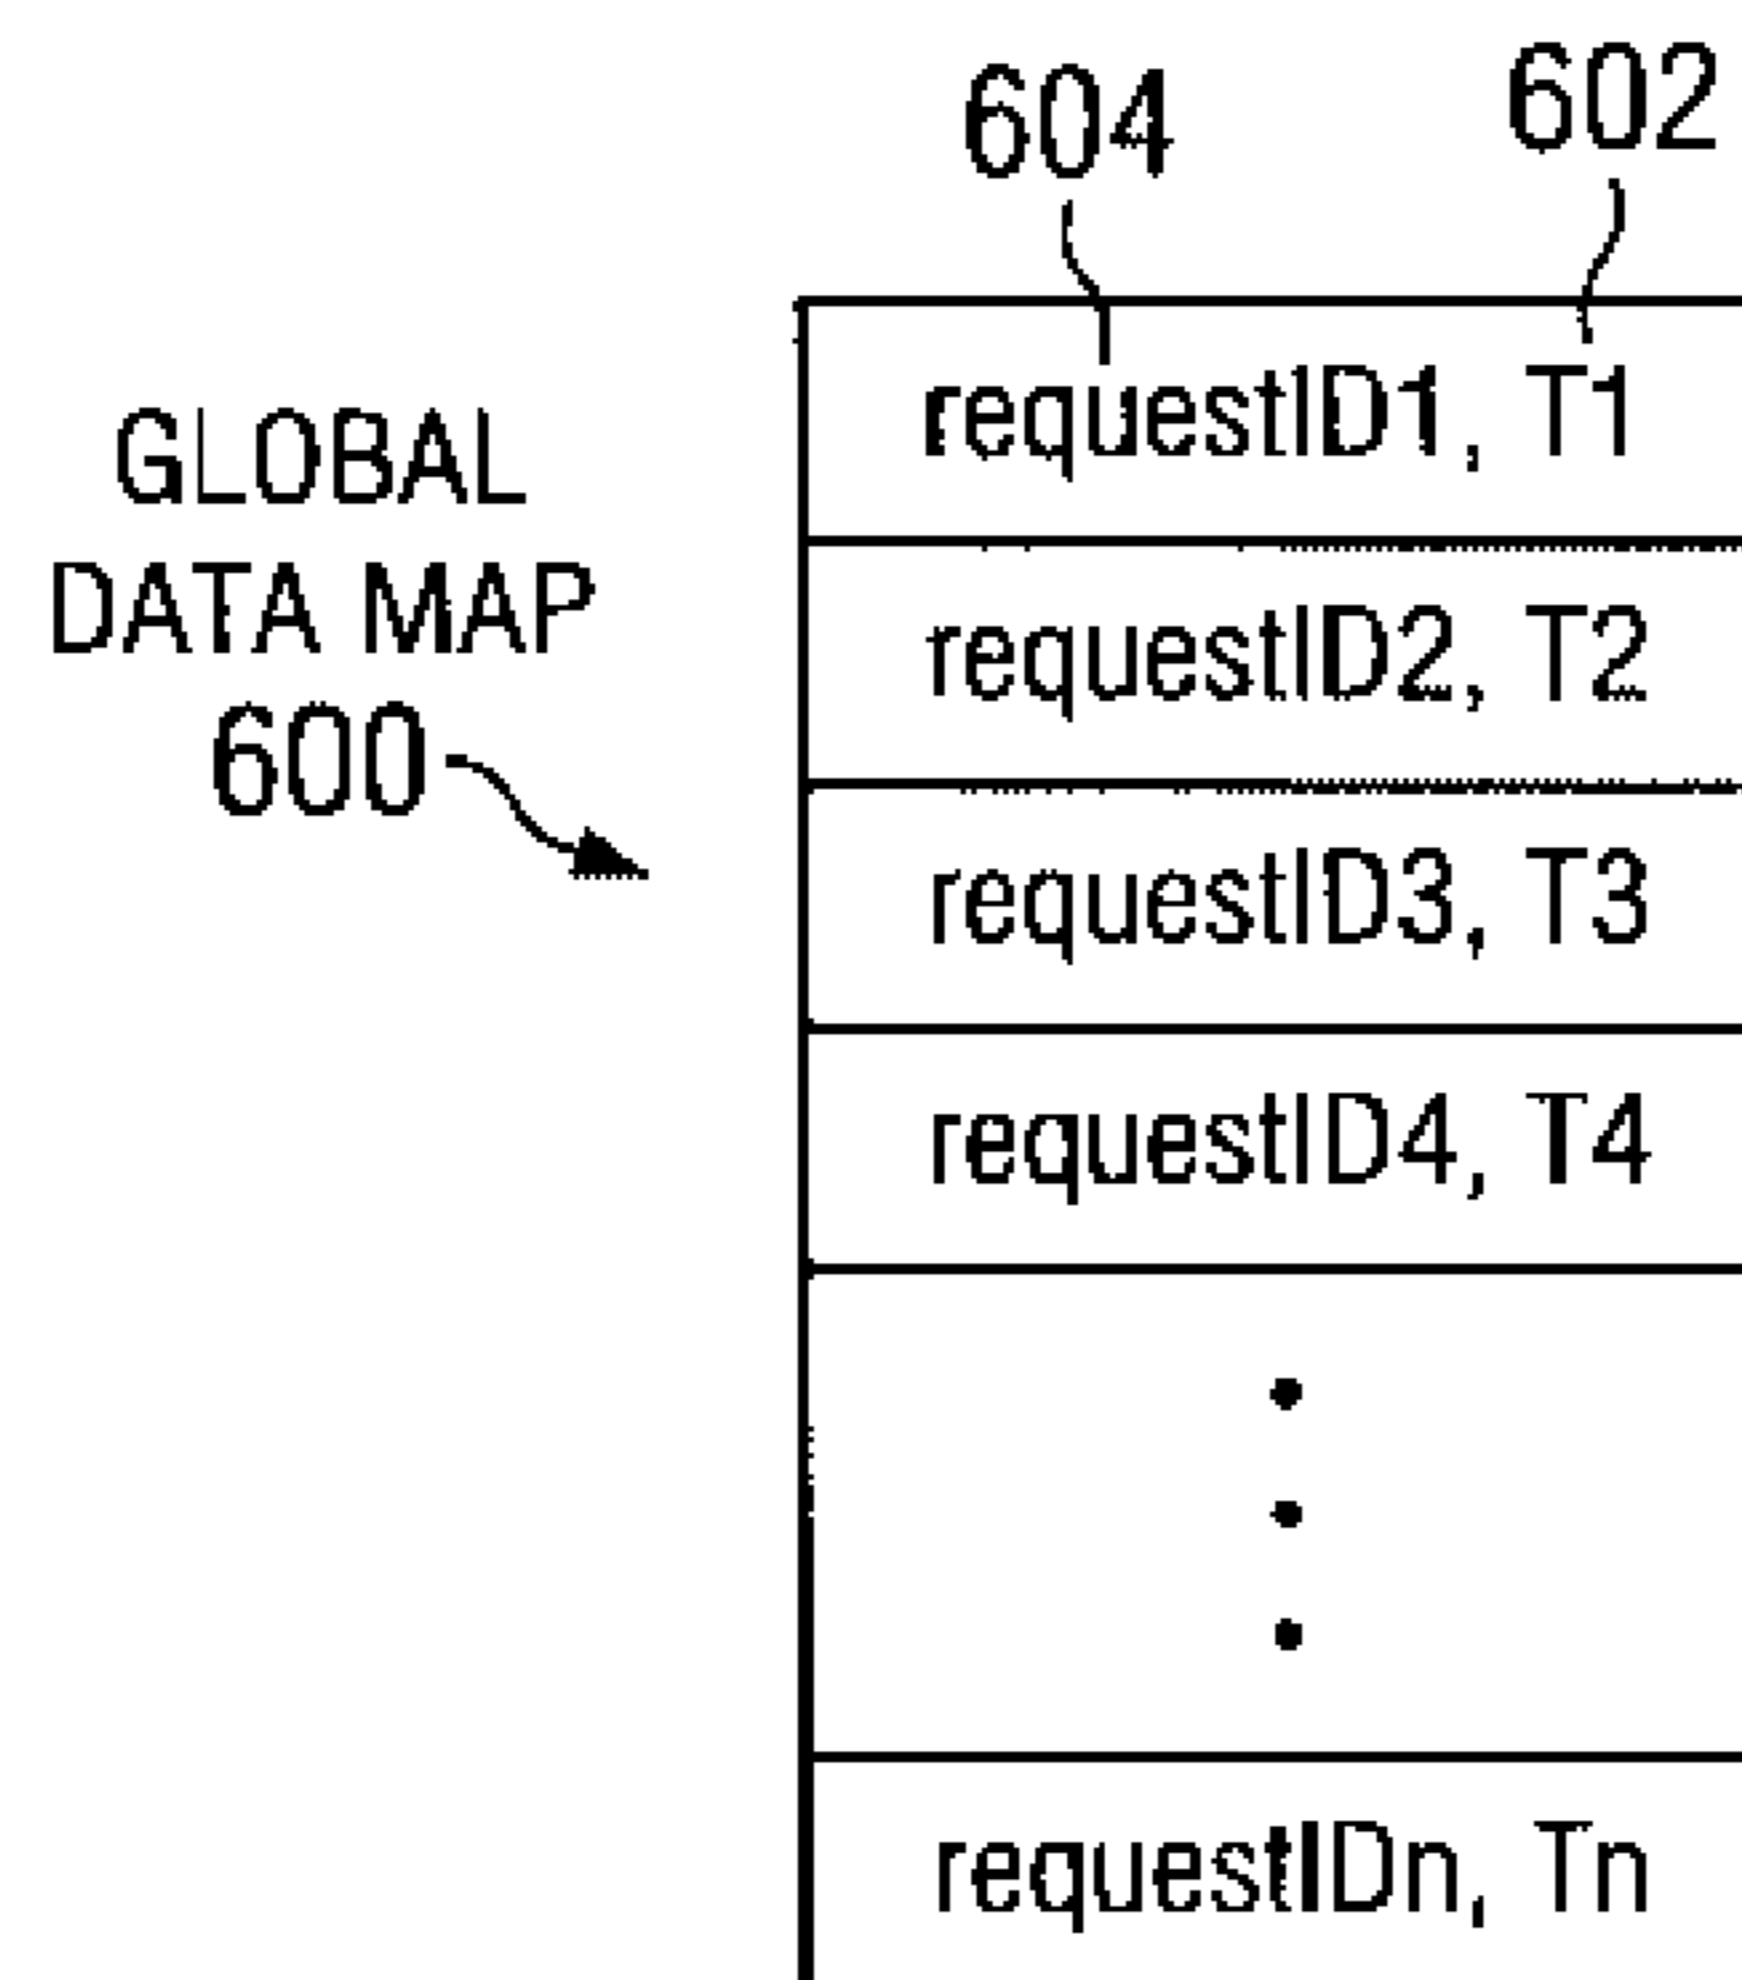 604 602
GLOBAL
DATA MAP
600
requestID1, T1
requestID2, T2
requestID3, T3
requestID4, T4
requestIDn, Tn